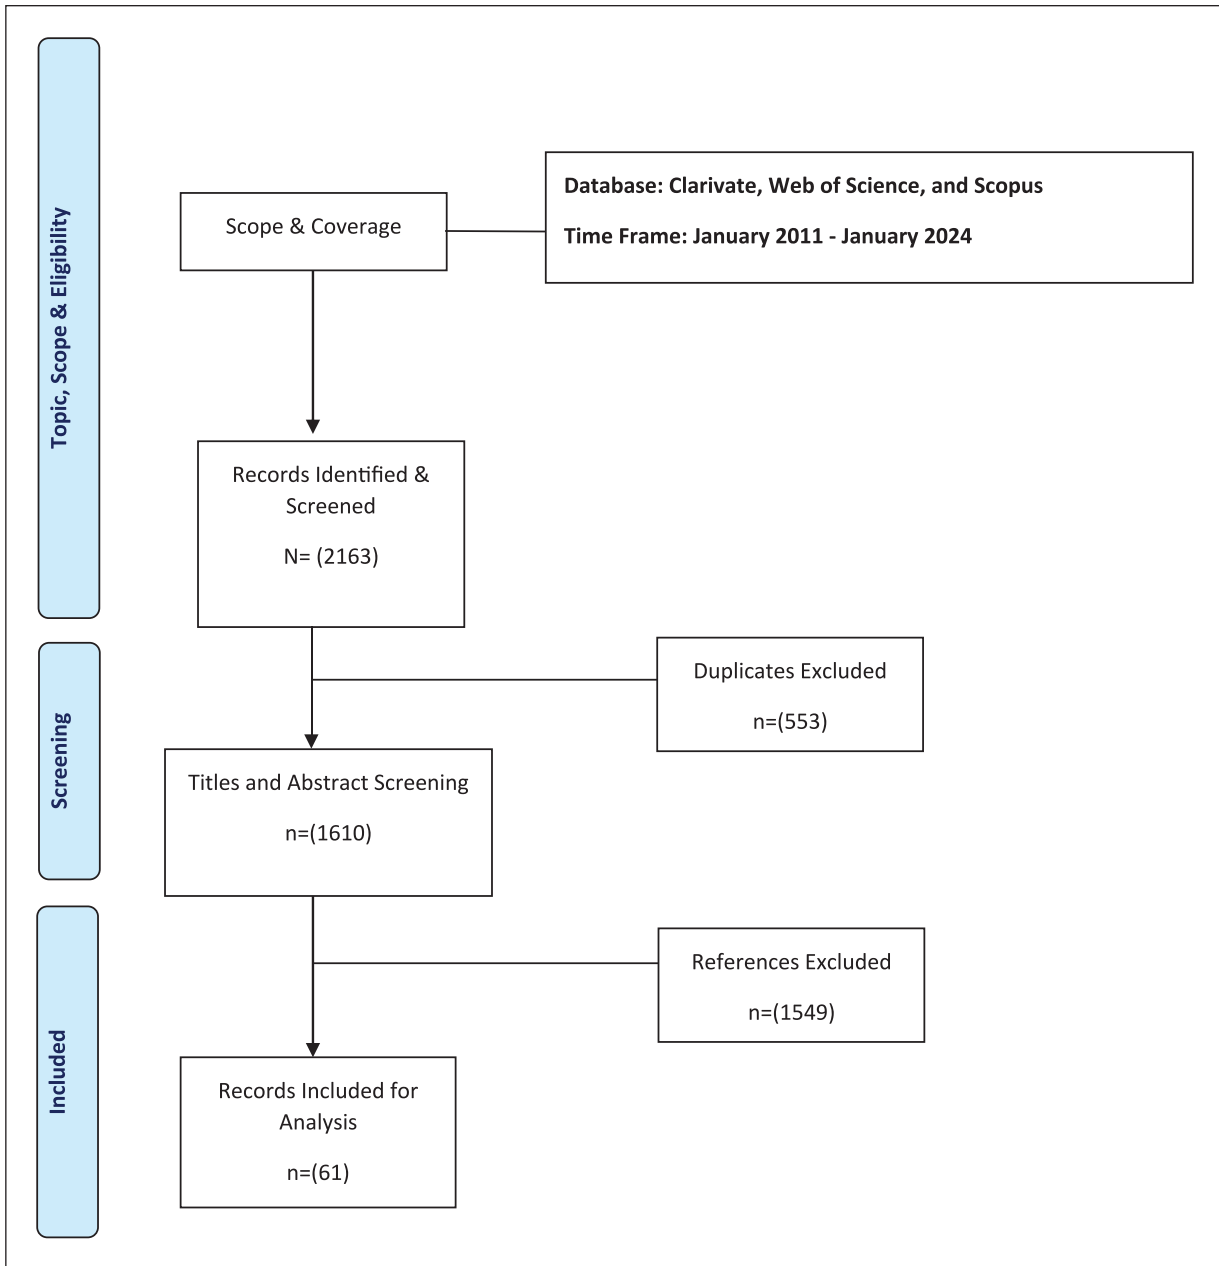 Topic, Scope & Eligibility
Scope & Coverage
Database: Clarivate, Web of Science, and Scopus
Time Frame: January 2011 - January 2024
Records Identified &
Screened
N= (2163)
Screening
Duplicates Excluded
n=(553)
Titles and Abstract Screening
n=(1610)
Included
References Excluded
n=(1549)
Records Included for
Analysis
n=(61)